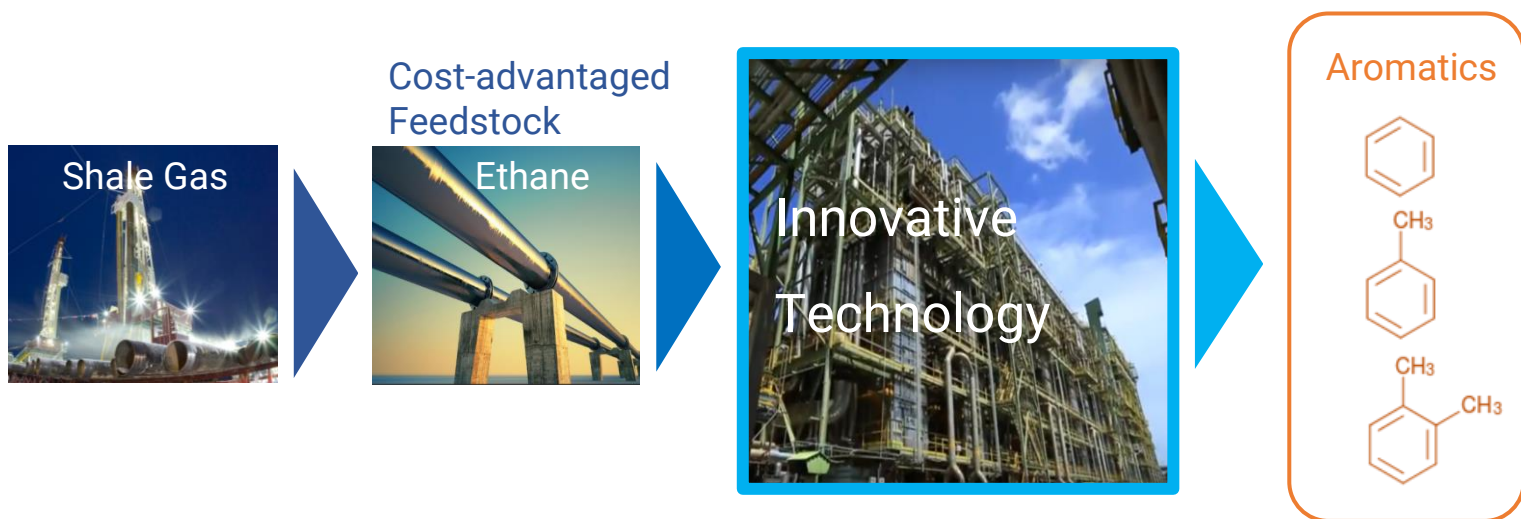 Shale Gas
Cost-advantaged
Feedstock
Ethane
Innovative
Technology
Aromatics
CH3
CH3
CH3